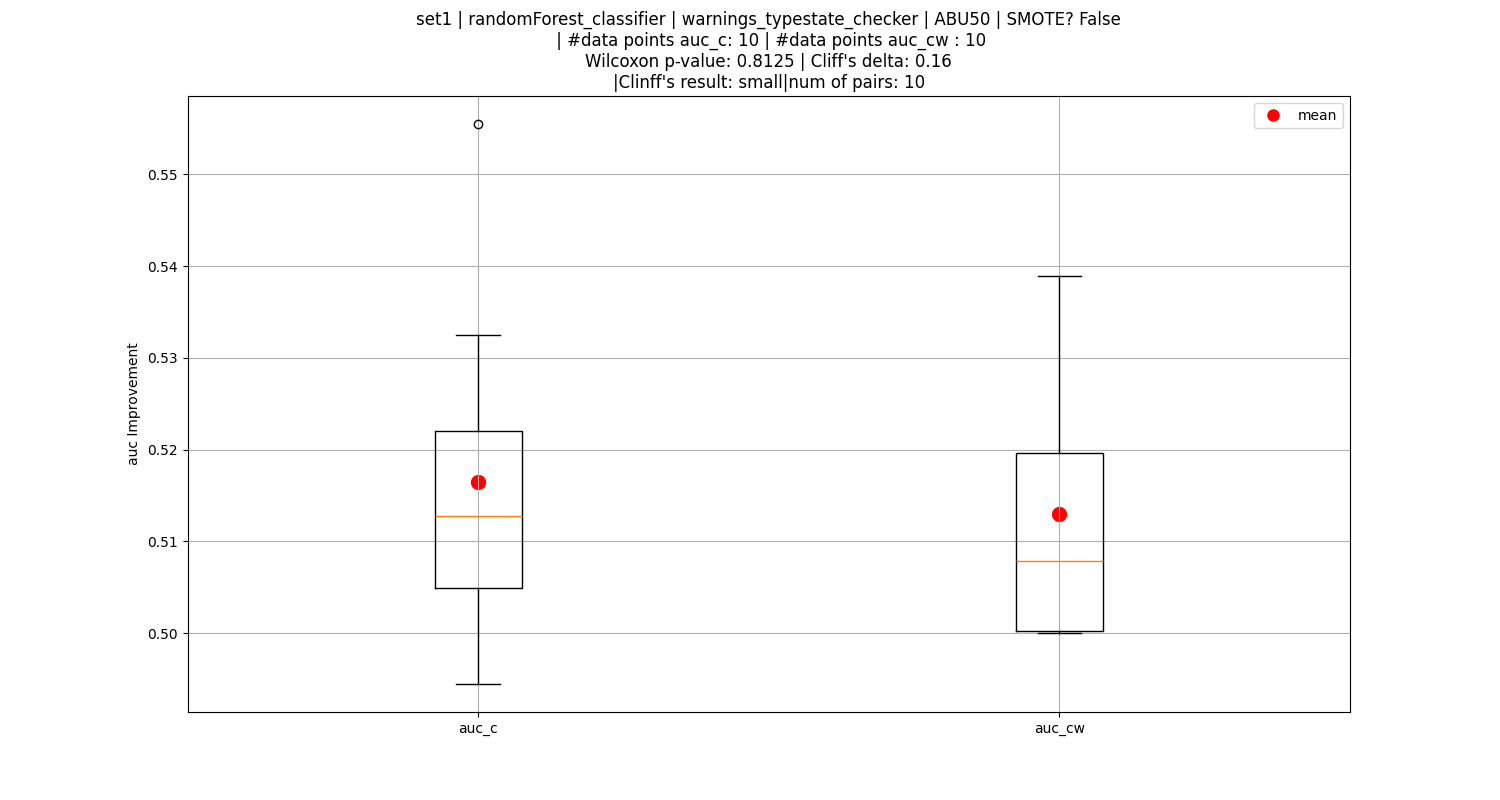 set1 | randomForest_classifier | warnings_typestate_checker | ABU50 | SMOTE? False
| #data points auc_c: 10 | #data points auc_cw : 10
Wilcoxon p-value: 0.8125 | Cliff's delta: 0.16
|Clinff's result: small|num of pairs: 10
mean
0.55
0.54
0.53
0.52
0.51
0.50
auc Improvement
auc_c
auc_cw